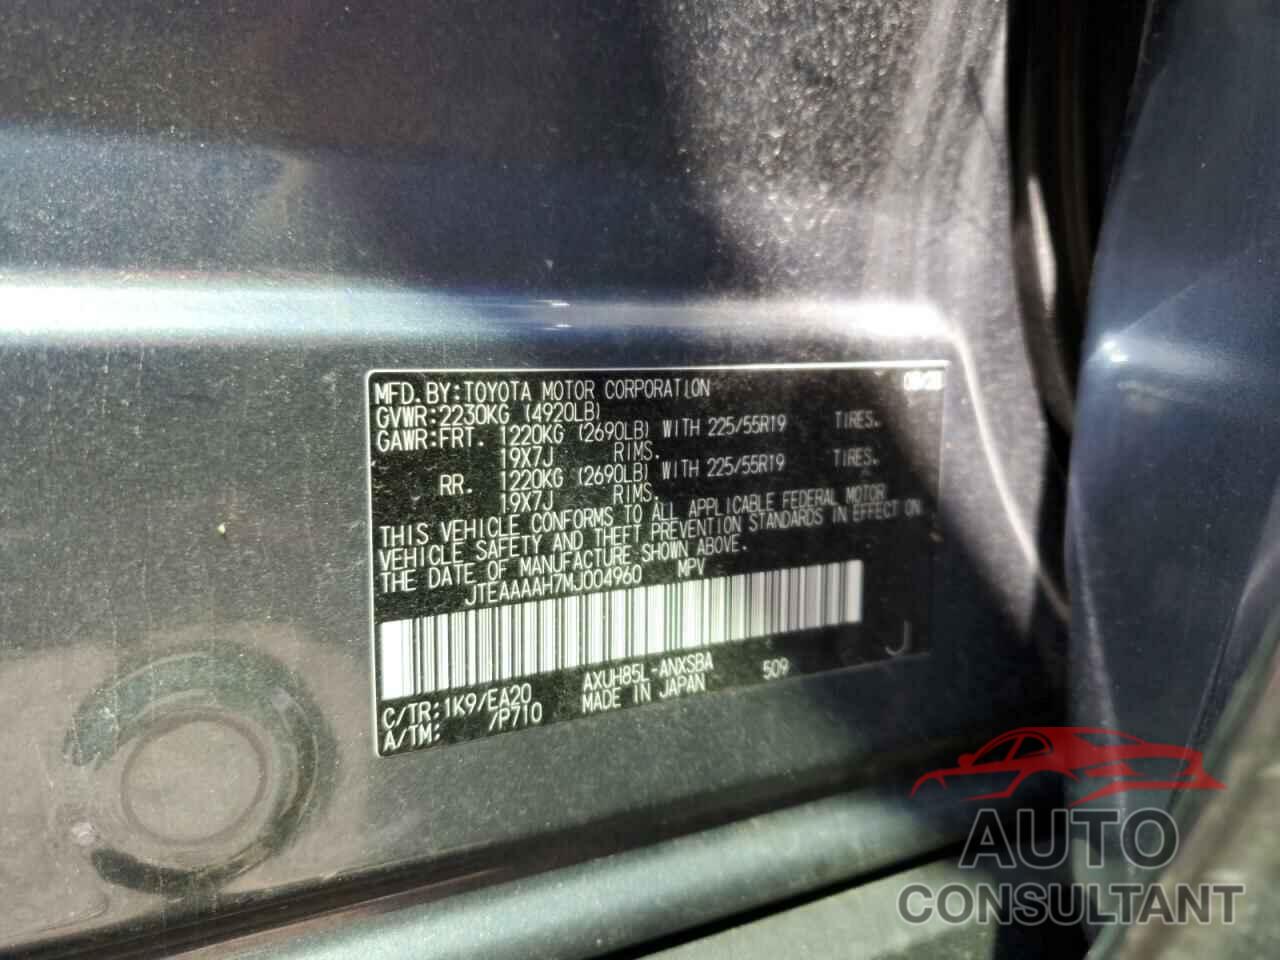 MFD. BY: TOYOTA MOTOR CORPORATION
GVWR: 2230KG (4920LB)
GAWR: FRT. 1220KG (2690LB) WITH 225/55R19 TIRES.
19X7J RIMS.
RR. 1220KG (2690LB) WITH 225/55R19 TIRES.
19X7J RIMS.
THIS VEHICLE CONFORMS TO ALL APPLICABLE FEDERAL MOTOR
VEHICLE SAFETY AND THEFT PREVENTION STANDARDS IN EFFECT ON
THE DATE OF MANUFACTURE SHOWN ABOVE.
JTEAAAAH7MJ004960 MPV
J
C/TR: 1K9/EA20 AXUH85L-ANXSBA 509
A/TM: /P710 MADE IN JAPAN
AUTO
CONSULTANT